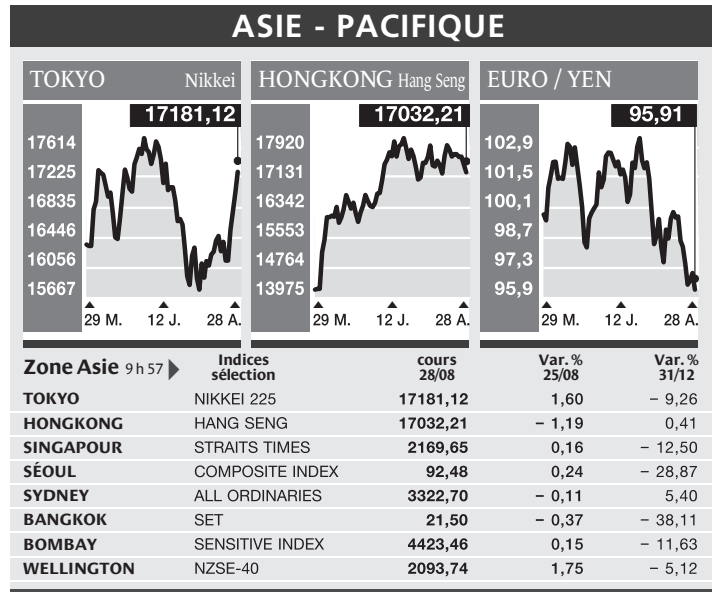 ASIE - PACIFIQUE
TOKYO Nikkei
17181,12
17614
17225
16835
16446
16056
15667
29 M. 12 J. 28 A.
HONGKONG Hang Seng
17032,21
17920
17131
16342
15553
14764
13975
29 M. 12 J. 28 A.
EURO / YEN
95,91
102,9
101,5
100,1
98,7
97,3
95,9
29 M. 12 J. 28 A.
Zone Asie 9 h 57 Indices sélection cours 28/08 Var. % 25/08 Var. % 31/12
TOKYO NIKKEI 225 17181,12 1,60 – 9,26
HONGKONG HANG SENG 17032,21 – 1,19 0,41
SINGAPOUR STRAITS TIMES 2169,65 0,16 – 12,50
SÉOUL COMPOSITE INDEX 92,48 0,24 – 28,87
SYDNEY ALL ORDINARIES 3322,70 – 0,11 5,40
BANGKOK SET 21,50 – 0,37 – 38,11
BOMBAY SENSITIVE INDEX 4423,46 0,15 – 11,63
WELLINGTON NZSE-40 2093,74 1,75 – 5,12